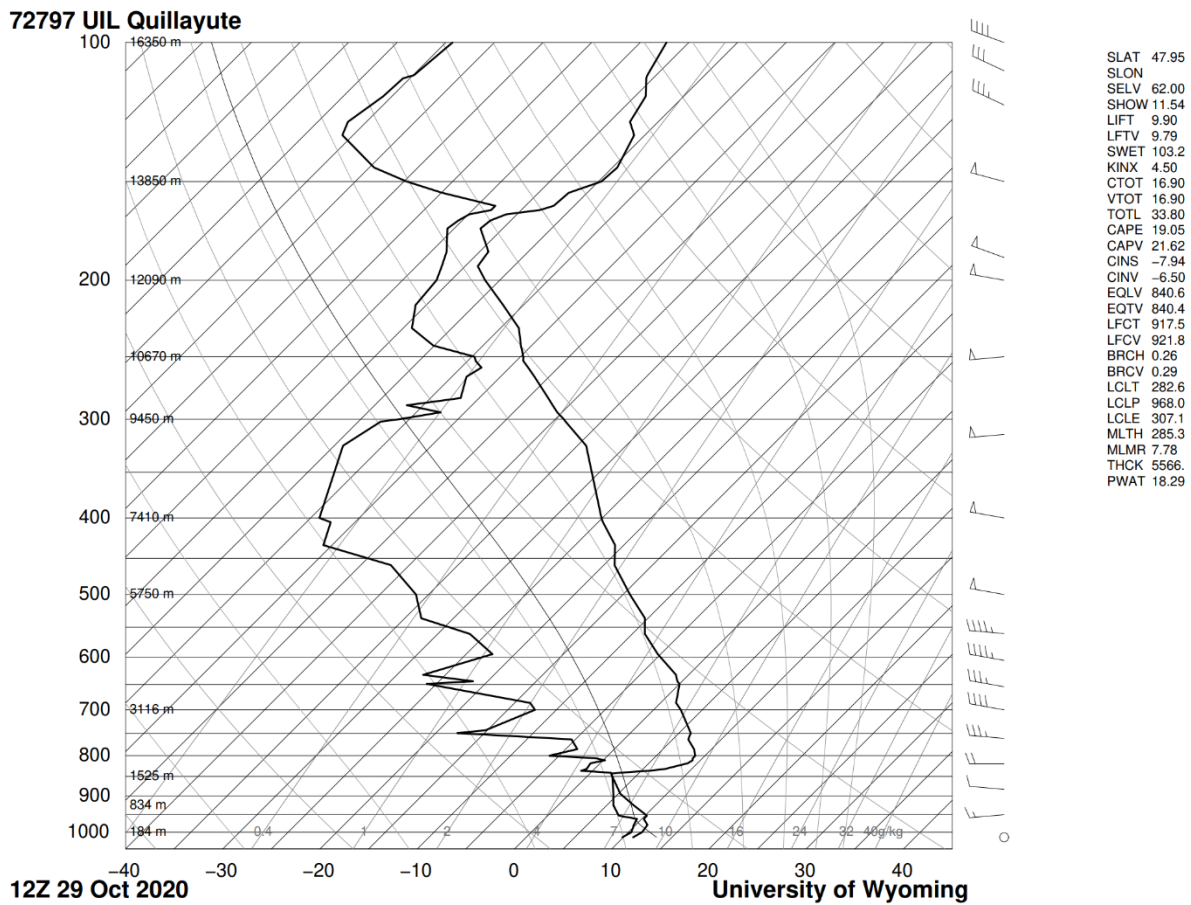 72797 UIL Quillayute
100
16350 m
13850 m
200
12090 m
10670 m
300
9450 m
400
7410 m
500
5750 m
600
700
3116 m
800
1525 m
900
834 m
1000
184 m
0.4 1 2 4 7 10 16 24 32 40g/kg
−40 −30 −20 −10 0 10 20 30 40
12Z 29 Oct 2020
University of Wyoming
SLAT 47.95
SLON
SELV 62.00
SHOW 11.54
LIFT 9.90
LFTV 9.79
SWET 103.2
KINX 4.50
CTOT 16.90
VTOT 16.90
TOTL 33.80
CAPE 19.05
CAPV 21.62
CINS −7.94
CINV −6.50
EQLV 840.6
EQTV 840.4
LFCT 917.5
LFCV 921.8
BRCH 0.26
BRCV 0.29
LCLT 282.6
LCLP 968.0
LCLE 307.1
MLTH 285.3
MLMR 7.78
THCK 5566.
PWAT 18.29